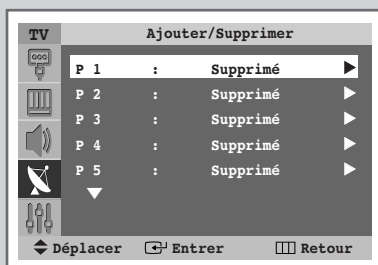 TV Ajouter/Supprimer
P 1 : Supprimé
P 2 : Supprimé
P 3 : Supprimé
P 4 : Supprimé
P 5 : Supprimé
Déplacer Entrer Retour